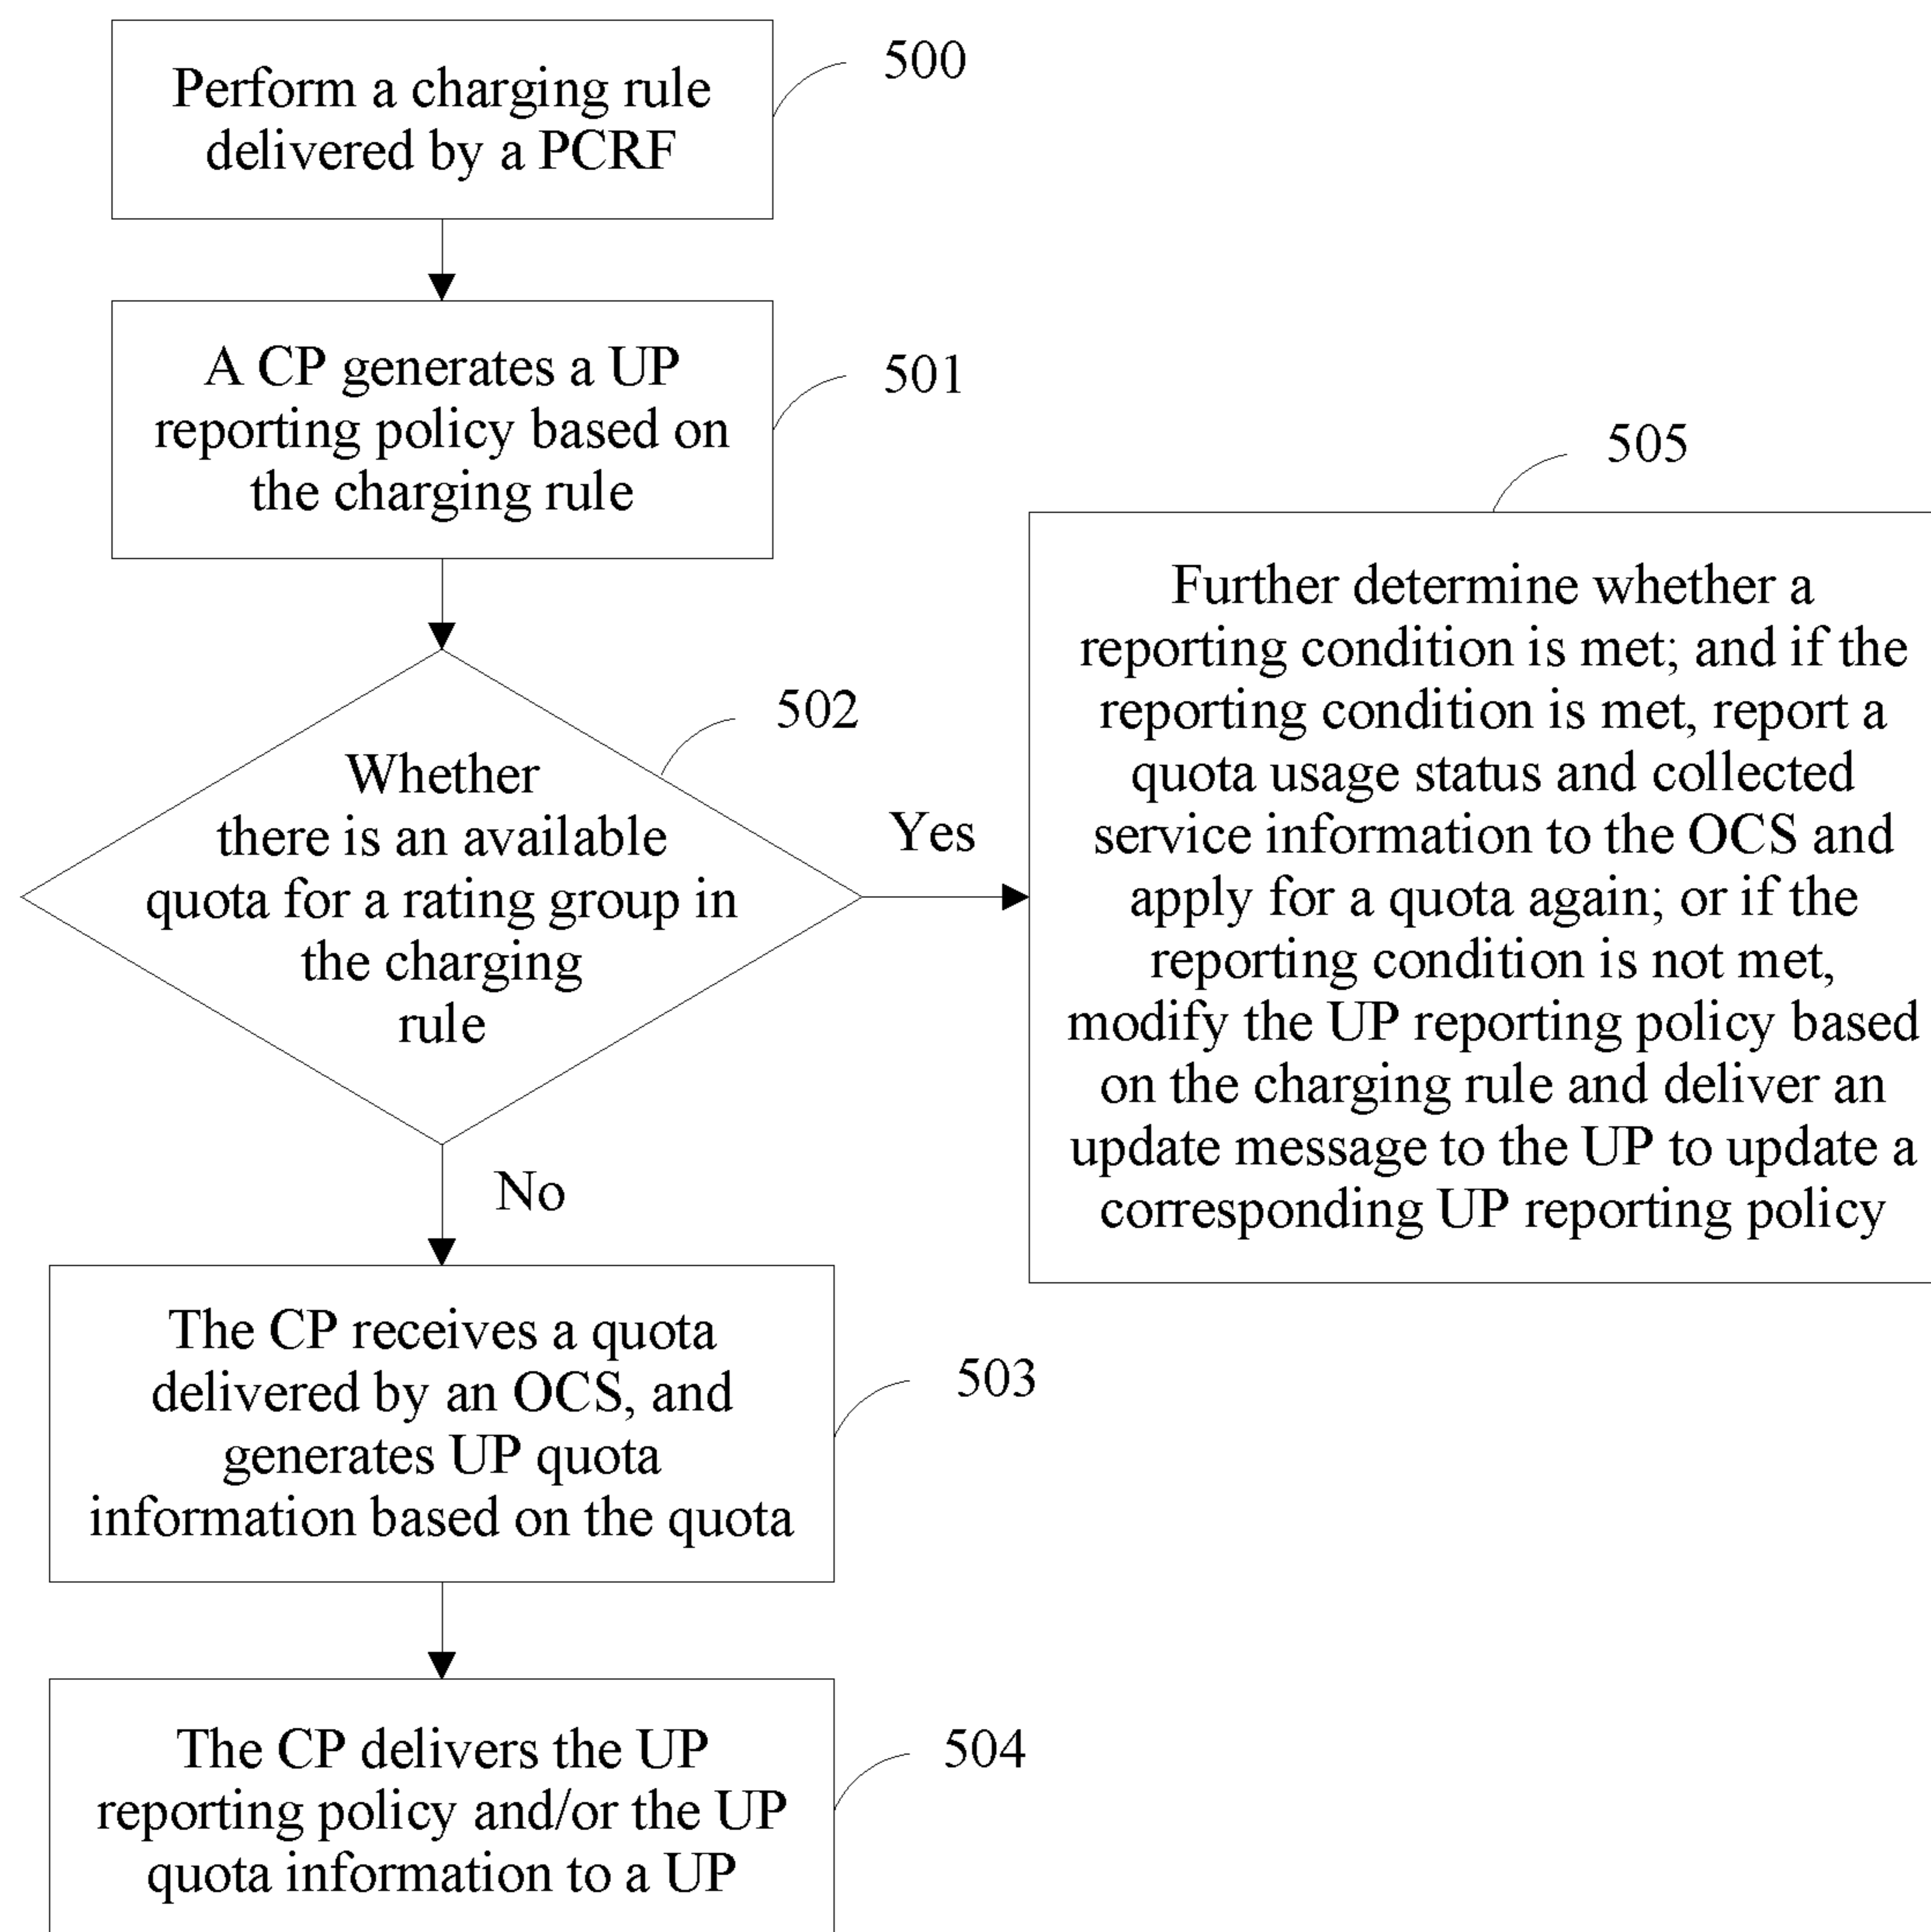 Perform a charging rule
delivered by a PCRF
500
A CP generates a UP
reporting policy based on
the charging rule
501
Whether
there is an available
quota for a rating group in
the charging
rule
502
Yes
No
505
Further determine whether a
reporting condition is met; and if the
reporting condition is met, report a
quota usage status and collected
service information to the OCS and
apply for a quota again; or if the
reporting condition is not met,
modify the UP reporting policy based
on the charging rule and deliver an
update message to the UP to update a
corresponding UP reporting policy
The CP receives a quota
delivered by an OCS, and
generates UP quota
information based on the quota
503
The CP delivers the UP
reporting policy and/or the UP
quota information to a UP
504